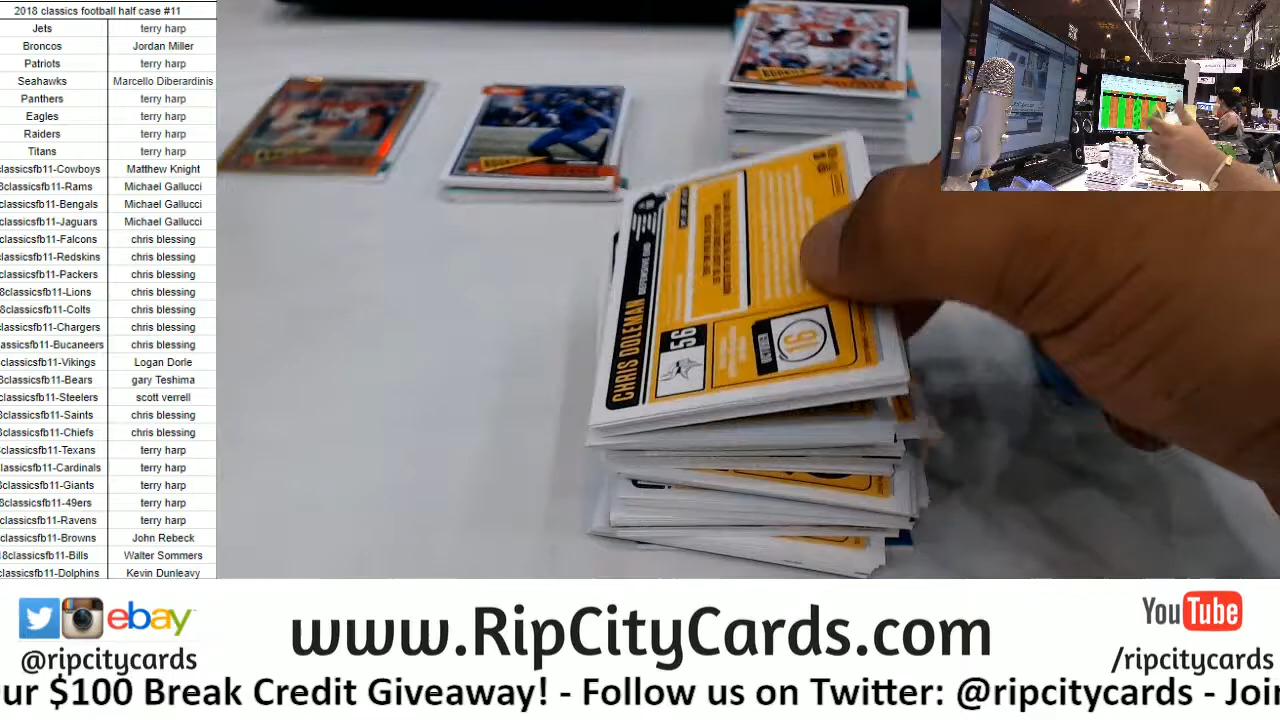 2018 classics football half case #11
Jets terry harp
Broncos Jordan Miller
Patriots terry harp
Seahawks Marcello Diberardinis
Panthers terry harp
Eagles terry harp
Raiders terry harp
Titans terry harp
classicsfb11-Cowboys Matthew Knight
8classicsfb11-Rams Michael Gallucci
classicsfb11-Bengals Michael Gallucci
classicsfb11-Jaguars Michael Gallucci
classicsfb11-Falcons chris blessing
classicsfb11-Redskins chris blessing
classicsfb11-Packers chris blessing
8classicsfb11-Lions chris blessing
8classicsfb11-Colts chris blessing
classicsfb11-Chargers chris blessing
assicsfb11-Bucaneers chris blessing
classicsfb11-Vikings Logan Dorle
8classicsfb11-Bears gary Teshima
classicsfb11-Steelers scott verrell
8classicsfb11-Saints chris blessing
8classicsfb11-Chiefs chris blessing
classicsfb11-Texans terry harp
lassicsfb11-Cardinals terry harp
8classicsfb11-Giants terry harp
8classicsfb11-49ers terry harp
classicsfb11-Ravens terry harp
classicsfb11-Browns John Rebeck
18classicsfb11-Bills Walter Sommers
classicsfb11-Dolphins Kevin Dunleavy
CHRIS DOLEMAN
DEFENSIVE END
56
OCTOBER
16
ebay
@ripcitycards
www.RipCityCards.com
YouTube
/ripcitycards
ur $100 Break Credit Giveaway! - Follow us on Twitter: @ripcitycards - Join